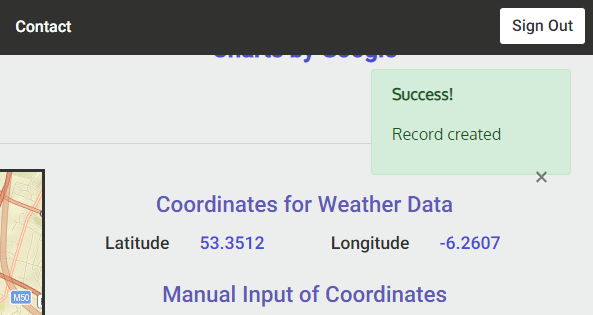 Contact
Sign Out
Charts by Google
Success!
Record created
×
Coordinates for Weather Data
Latitude 53.3512 Longitude -6.2607
Manual Input of Coordinates
M50